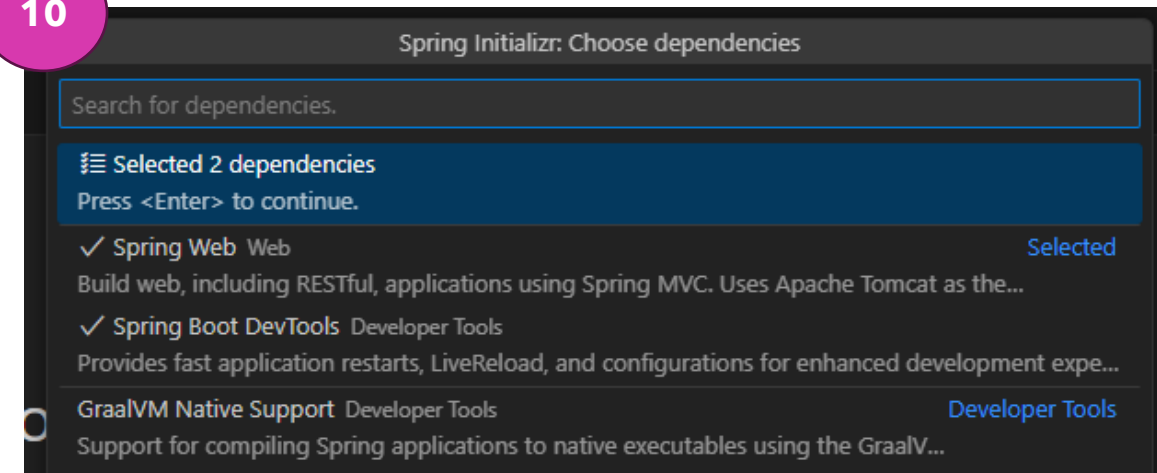 10
Spring Initializr: Choose dependencies
Search for dependencies.
Selected 2 dependencies
Press <Enter> to continue.
Spring Web Web Selected
Build web, including RESTful, applications using Spring MVC. Uses Apache Tomcat as the...
Spring Boot DevTools Developer Tools
Provides fast application restarts, LiveReload, and configurations for enhanced development expe...
GraalVM Native Support Developer Tools Developer Tools
Support for compiling Spring applications to native executables using the GraalV...